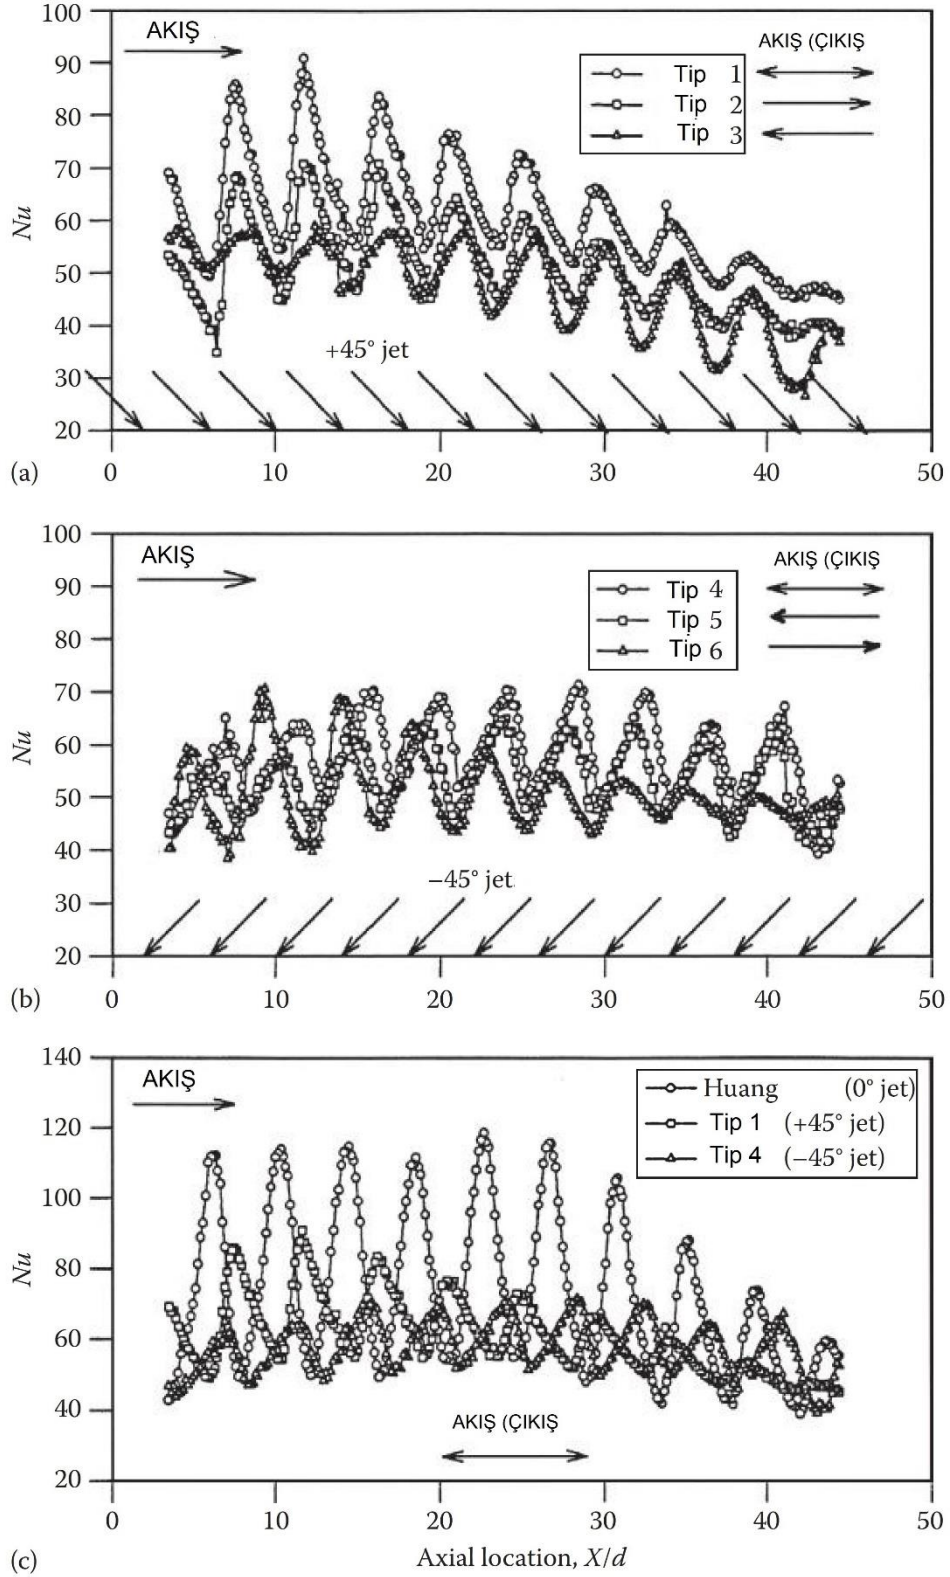 100
AKIŞ
AKIŞ (ÇIKIŞ
90
Tip 1
80
Tip 2
Tip 3
70
Nu
60
50
40
+45° jet
30
20
(a)
0 10 20 30 40 50
100
AKIŞ
AKIŞ (ÇIKIŞ
90
Tip 4
80
Tip 5
Tip 6
70
Nu
60
50
40
−45° jet
30
20
(b)
0 10 20 30 40 50
140
AKIŞ
Huang (0° jet)
120
Tip 1 (+45° jet)
Tip 4 (−45° jet)
100
Nu
80
60
40
AKIŞ (ÇIKIŞ
20
0 10 20 30 40 50
(c)
Axial location, X/d